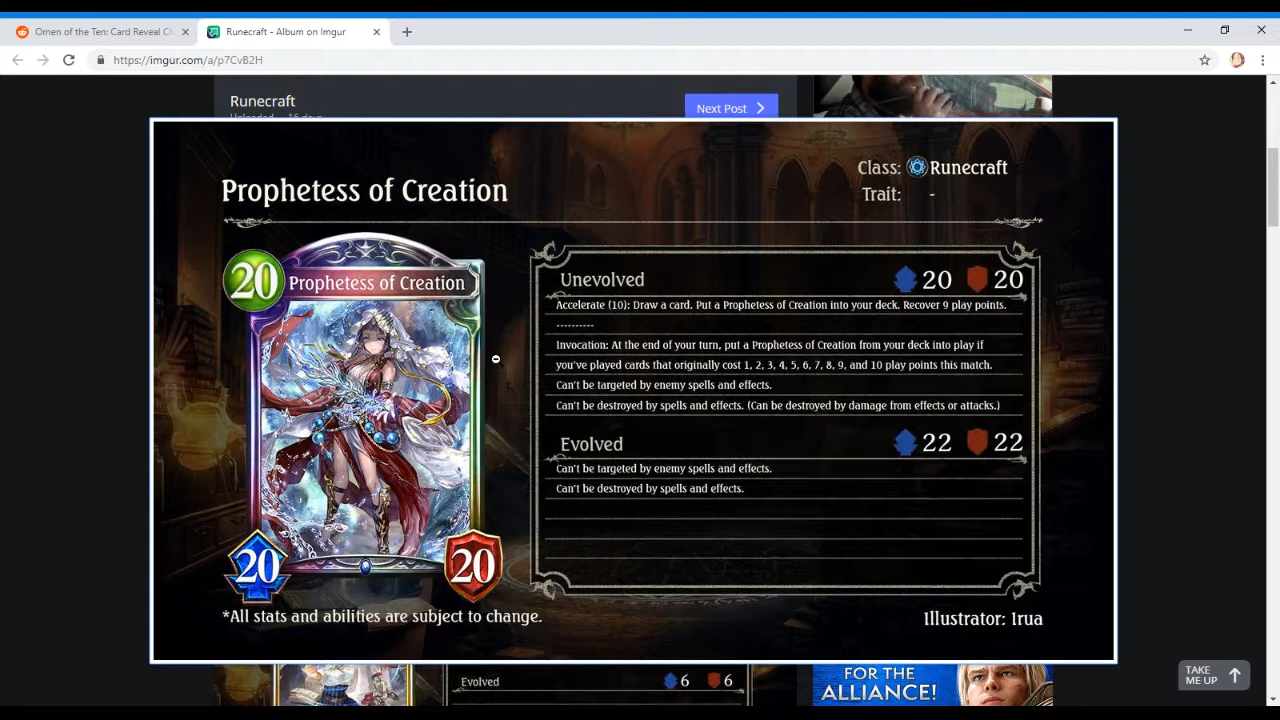 Omen of the Ten: Card Reveal Ch
Runecraft - Album on Imgur
https://imgur.com/a/p7CvB2H
Runecraft
Next Post
Prophetess of Creation
Class: Runecraft
Trait: -
20
Prophetess of Creation
20
20
Unevolved 20 20
Accelerate (10): Draw a card. Put a Prophetess of Creation into your deck. Recover 9 play points.
----------
Invocation: At the end of your turn, put a Prophetess of Creation from your deck into play if
you've played cards that originally cost 1, 2, 3, 4, 5, 6, 7, 8, 9, and 10 play points this match.
Can't be targeted by enemy spells and effects.
Can't be destroyed by spells and effects. (Can be destroyed by damage from effects or attacks.)
Evolved 22 22
Can't be targeted by enemy spells and effects.
Can't be destroyed by spells and effects.
*All stats and abilities are subject to change.
Illustrator: Irua
Evolved 6 6
FOR THE
ALLIANCE!
TAKE
ME UP